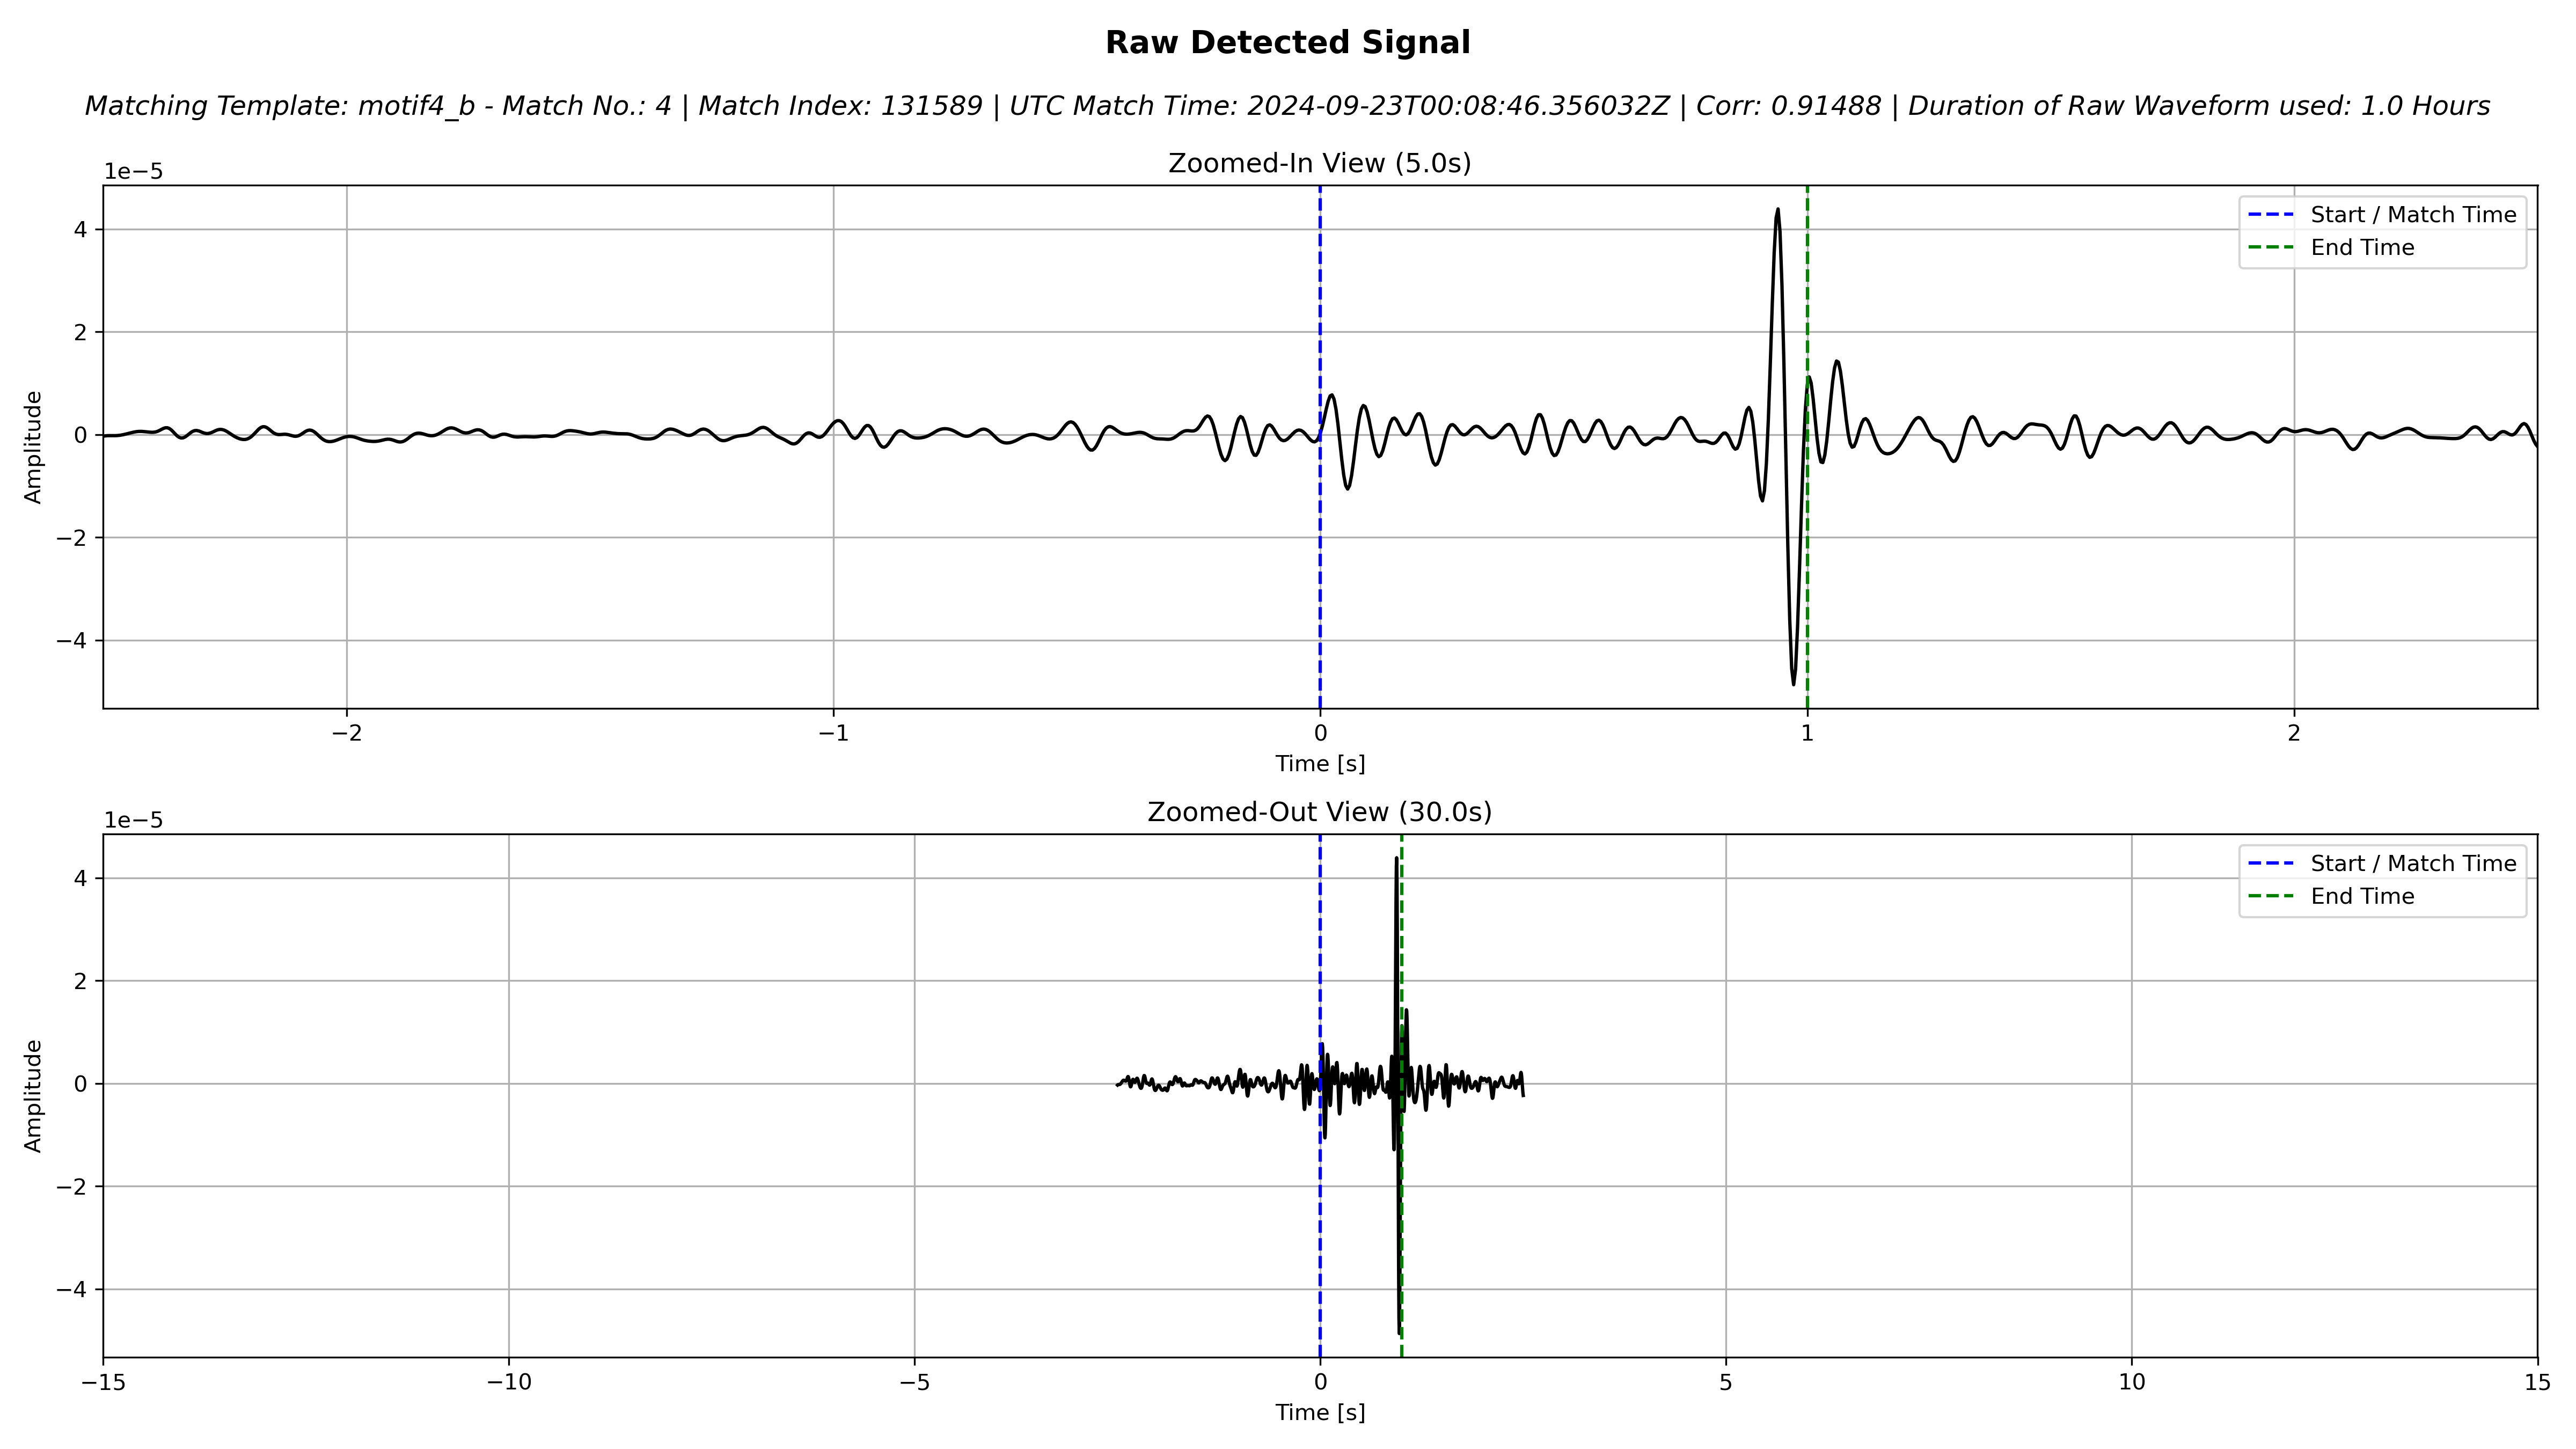 Raw Detected Signal
Matching Template: motif4_b - Match No.: 4 | Match Index: 131589 | UTC Match Time: 2024-09-23T00:08:46.356032Z | Corr: 0.91488 | Duration of Raw Waveform used: 1.0 Hours
Zoomed-In View (5.0s)
1e−5
Start / Match Time
End Time
4
2
0
−2
−4
Amplitude
−2
−1
0
1
2
Time [s]
Zoomed-Out View (30.0s)
1e−5
Start / Match Time
End Time
4
2
0
−2
−4
Amplitude
−15
−10
−5
0
5
10
15
Time [s]